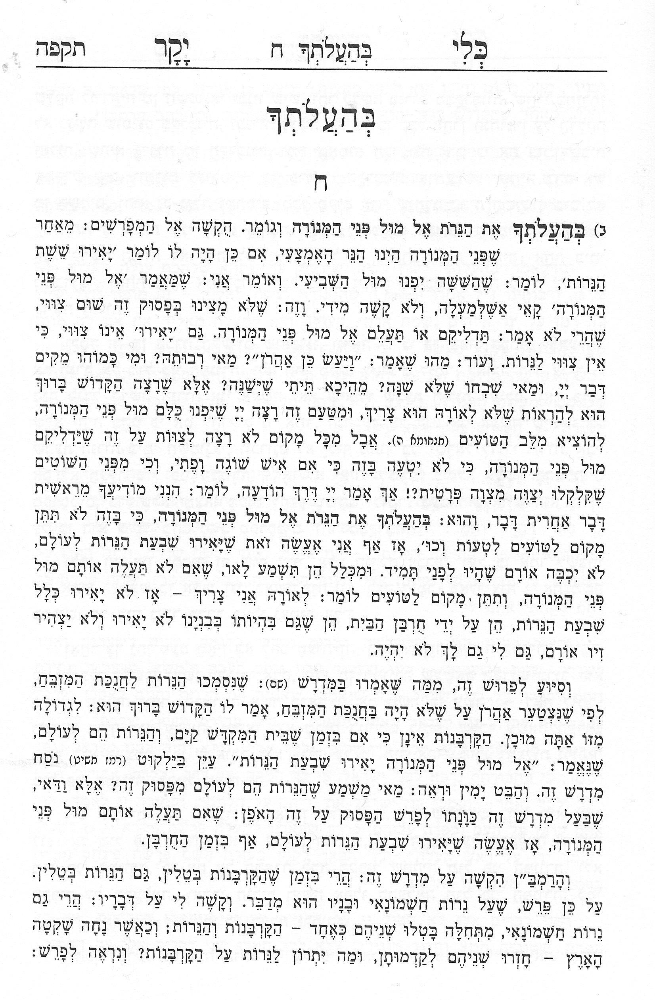 כְּלִי בְּהַעֲלֹתְךָ ח יָקָר תקפה
בְּהַעֲלֹתְךָ
ח
ב) בְּהַעֲלֹתְךָ אֶת הַנֵּרֹת אֶל מוּל פְּנֵי הַמְּנוֹרָה וְגוֹמֵר. הֻקְשָׁה אֶל הַמְפָרְשִׁים: מֵאַחַר
שֶׁפְּנֵי הַמְּנוֹרָה הַיְנוּ הַנֵּר הָאֶמְצָעִי, אִם כֵּן הָיָה לוֹ לוֹמַר ׳יָאִירוּ שֵׁשֶׁת
הַנֵּרוֹת׳, לוֹמַר: שֶׁהַשִּׁשָּׁה יִפְנוּ מוּל הַשְּׁבִיעִי. וְאוֹמֵר אֲנִי: שֶׁמַּאֲמַר ׳אֶל מוּל פְּנֵי
הַמְּנוֹרָה׳ קָאֵי אַשֶּׁלְּמַעְלָה, וְלֹא קָשֶׁה מִידִי. וָזֶה: שֶׁלֹּא מָצִינוּ בְּפָסוּק זֶה שׁוּם צִוּוּי,
שֶׁהֲרֵי לֹא אָמַר: תַּדְלִיקֵם אוֹ תַּעֲלֵם אֶל מוּל פְּנֵי הַמְּנוֹרָה. גַּם ׳יָאִירוּ׳ אֵינוֹ צִוּוּי, כִּי
אֵין צִוּוּי לַנֵּרוֹת. וָעוֹד: מַהוּ שֶׁאָמַר: ״וַיַּעַשׂ כֵּן אַהֲרֹן״? מַאי רְבוּתֵהּ? וּמִי כָּמוֹהוּ מֵקִים
דְּבַר יְיָ, וּמַאי שִׁבְחוֹ שֶׁלֹּא שִׁנָּה? מֵהֵיכָא תֵּיתֵי שֶׁיְּשַׁנֶּה? אֶלָּא שֶׁרָצָה הַקָּדוֹשׁ בָּרוּךְ
הוּא לְהַרְאוֹת שֶׁלֹּא לְאוֹרָהּ הוּא צָרִיךְ, וּמִטַּעַם זֶה רָצָה יְיָ שֶׁיִּפְנוּ כֻּלָּם מוּל פְּנֵי הַמְּנוֹרָה,
לְהוֹצִיא מִלֵּב הַטּוֹעִים (תנחומא ה). אֲבָל מִכָּל מָקוֹם לֹא רָצָה לְצַוּוֹת עַל זֶה שֶׁיַּדְלִיקֵם
מוּל פְּנֵי הַמְּנוֹרָה, כִּי לֹא יִטְעֶה בָּזֶה כִּי אִם אִישׁ שׁוֹגֶה וָפֶתִי, וְכִי מִפְּנֵי הַשּׁוֹטִים
שֶׁקִּלְקְלוּ יְצַוֶּה מִצְוָה פְּרָטִית?! אַךְ אָמַר יְיָ דֶּרֶךְ הוֹדָעָה, לוֹמַר: הִנְנִי מוֹדִיעֲךָ מֵרֵאשִׁית
דָּבָר אַחֲרִית דָּבָר, וָהוּא: בְּהַעֲלֹתְךָ אֶת הַנֵּרֹת אֶל מוּל פְּנֵי הַמְּנוֹרָה, כִּי בָּזֶה לֹא תִּתֵּן
מָקוֹם לַטּוֹעִים לִטְעוֹת וְכוּ׳, אָז אַף אֲנִי אֶעֱשֶׂה זֹאת שֶׁיָּאִירוּ שִׁבְעַת הַנֵּרוֹת לְעוֹלָם,
לֹא יִכְבֶּה אוֹרָם שֶׁהָיוּ לְפָנַי תָּמִיד. וּמִכְּלַל הֵן תִּשְׁמַע לָאו, שֶׁאִם לֹא תַּעֲלֶה אוֹתָם מוּל
פְּנֵי הַמְּנוֹרָה, וְתִתֵּן מָקוֹם לַטּוֹעִים לוֹמַר: לְאוֹרָהּ אֲנִי צָרִיךְ – אָז לֹא יָאִירוּ כְּלָל
שִׁבְעַת הַנֵּרוֹת, הֵן עַל יְדֵי חֻרְבַּן הַבַּיִת, הֵן שֶׁגַּם בִּהְיוֹתוֹ בְּבִנְיָנוֹ לֹא יָאִירוּ וְלֹא יַצְהִיר
זִיו אוֹרָם, גַּם לִי גַם לָךְ לֹא יִהְיֶה.
וְסִיּוּעַ לְפֵרוּשׁ זֶה, מִמַּה שֶּׁאָמְרוּ בַּמִּדְרָשׁ (שם): שֶׁנִּסְמְכוּ הַנֵּרוֹת לַחֲנֻכַּת הַמִּזְבֵּחַ,
לְפִי שֶׁנִּצְטַעֵר אַהֲרֹן עַל שֶׁלֹּא הָיָה בַּחֲנֻכַּת הַמִּזְבֵּחַ, אָמַר לוֹ הַקָּדוֹשׁ בָּרוּךְ הוּא: לִגְדוֹלָה
מִזּוֹ אַתָּה מוּכָן. הַקָּרְבָּנוֹת אֵינָן כִּי אִם בִּזְמַן שֶׁבֵּית הַמִּקְדָּשׁ קַיָּם, וְהַנֵּרוֹת הֵם לְעוֹלָם,
שֶׁנֶּאֱמַר: ״אֶל מוּל פְּנֵי הַמְּנוֹרָה יָאִירוּ שִׁבְעַת הַנֵּרוֹת״. עַיֵּן בַּיַּלְקוּט (רמז תשיט) נֹסַח
מִדְרָשׁ זֶה. וְהַבֵּט יָמִין וּרְאֵה: מַאי מַשְׁמַע שֶׁהַנֵּרוֹת הֵם לְעוֹלָם מִפָּסוּק זֶה? אֶלָּא וַדַּאי,
שֶׁבַּעַל מִדְרָשׁ זֶה כַּוָּנָתוֹ לְפָרֵשׁ הַפָּסוּק עַל זֶה הָאֹפֶן: שֶׁאִם תַּעֲלֶה אוֹתָם מוּל פְּנֵי
הַמְּנוֹרָה, אָז אֶעֱשֶׂה שֶׁיָּאִירוּ שִׁבְעַת הַנֵּרוֹת לְעוֹלָם, אַף בִּזְמַן הַחֻרְבָּן.
וְהָרַמְבַּ״ן הִקְשָׁה עַל מִדְרָשׁ זֶה: הֲרֵי בִּזְמַן שֶׁהַקָּרְבָּנוֹת בְּטֵלִין, גַּם הַנֵּרוֹת בְּטֵלִין.
עַל כֵּן פֵּרֵשׁ, שֶׁעַל נֵרוֹת חַשְׁמוֹנָאִי וּבָנָיו הוּא מְדַבֵּר. וְקָשֶׁה לִי עַל דְּבָרָיו: הֲרֵי גַם
נֵרוֹת חַשְׁמוֹנָאִי, מִתְּחִלָּה בָּטְלוּ שְׁנֵיהֶם כְּאֶחָד – הַקָּרְבָּנוֹת וְהַנֵּרוֹת; וְכַאֲשֶׁר נָחָה שָׁקְטָה
הָאָרֶץ – חָזְרוּ שְׁנֵיהֶם לְקַדְמוּתָן, וּמַה יִּתְרוֹן לַנֵּרוֹת עַל הַקָּרְבָּנוֹת? וְנִרְאֶה לְפָרֵשׁ: